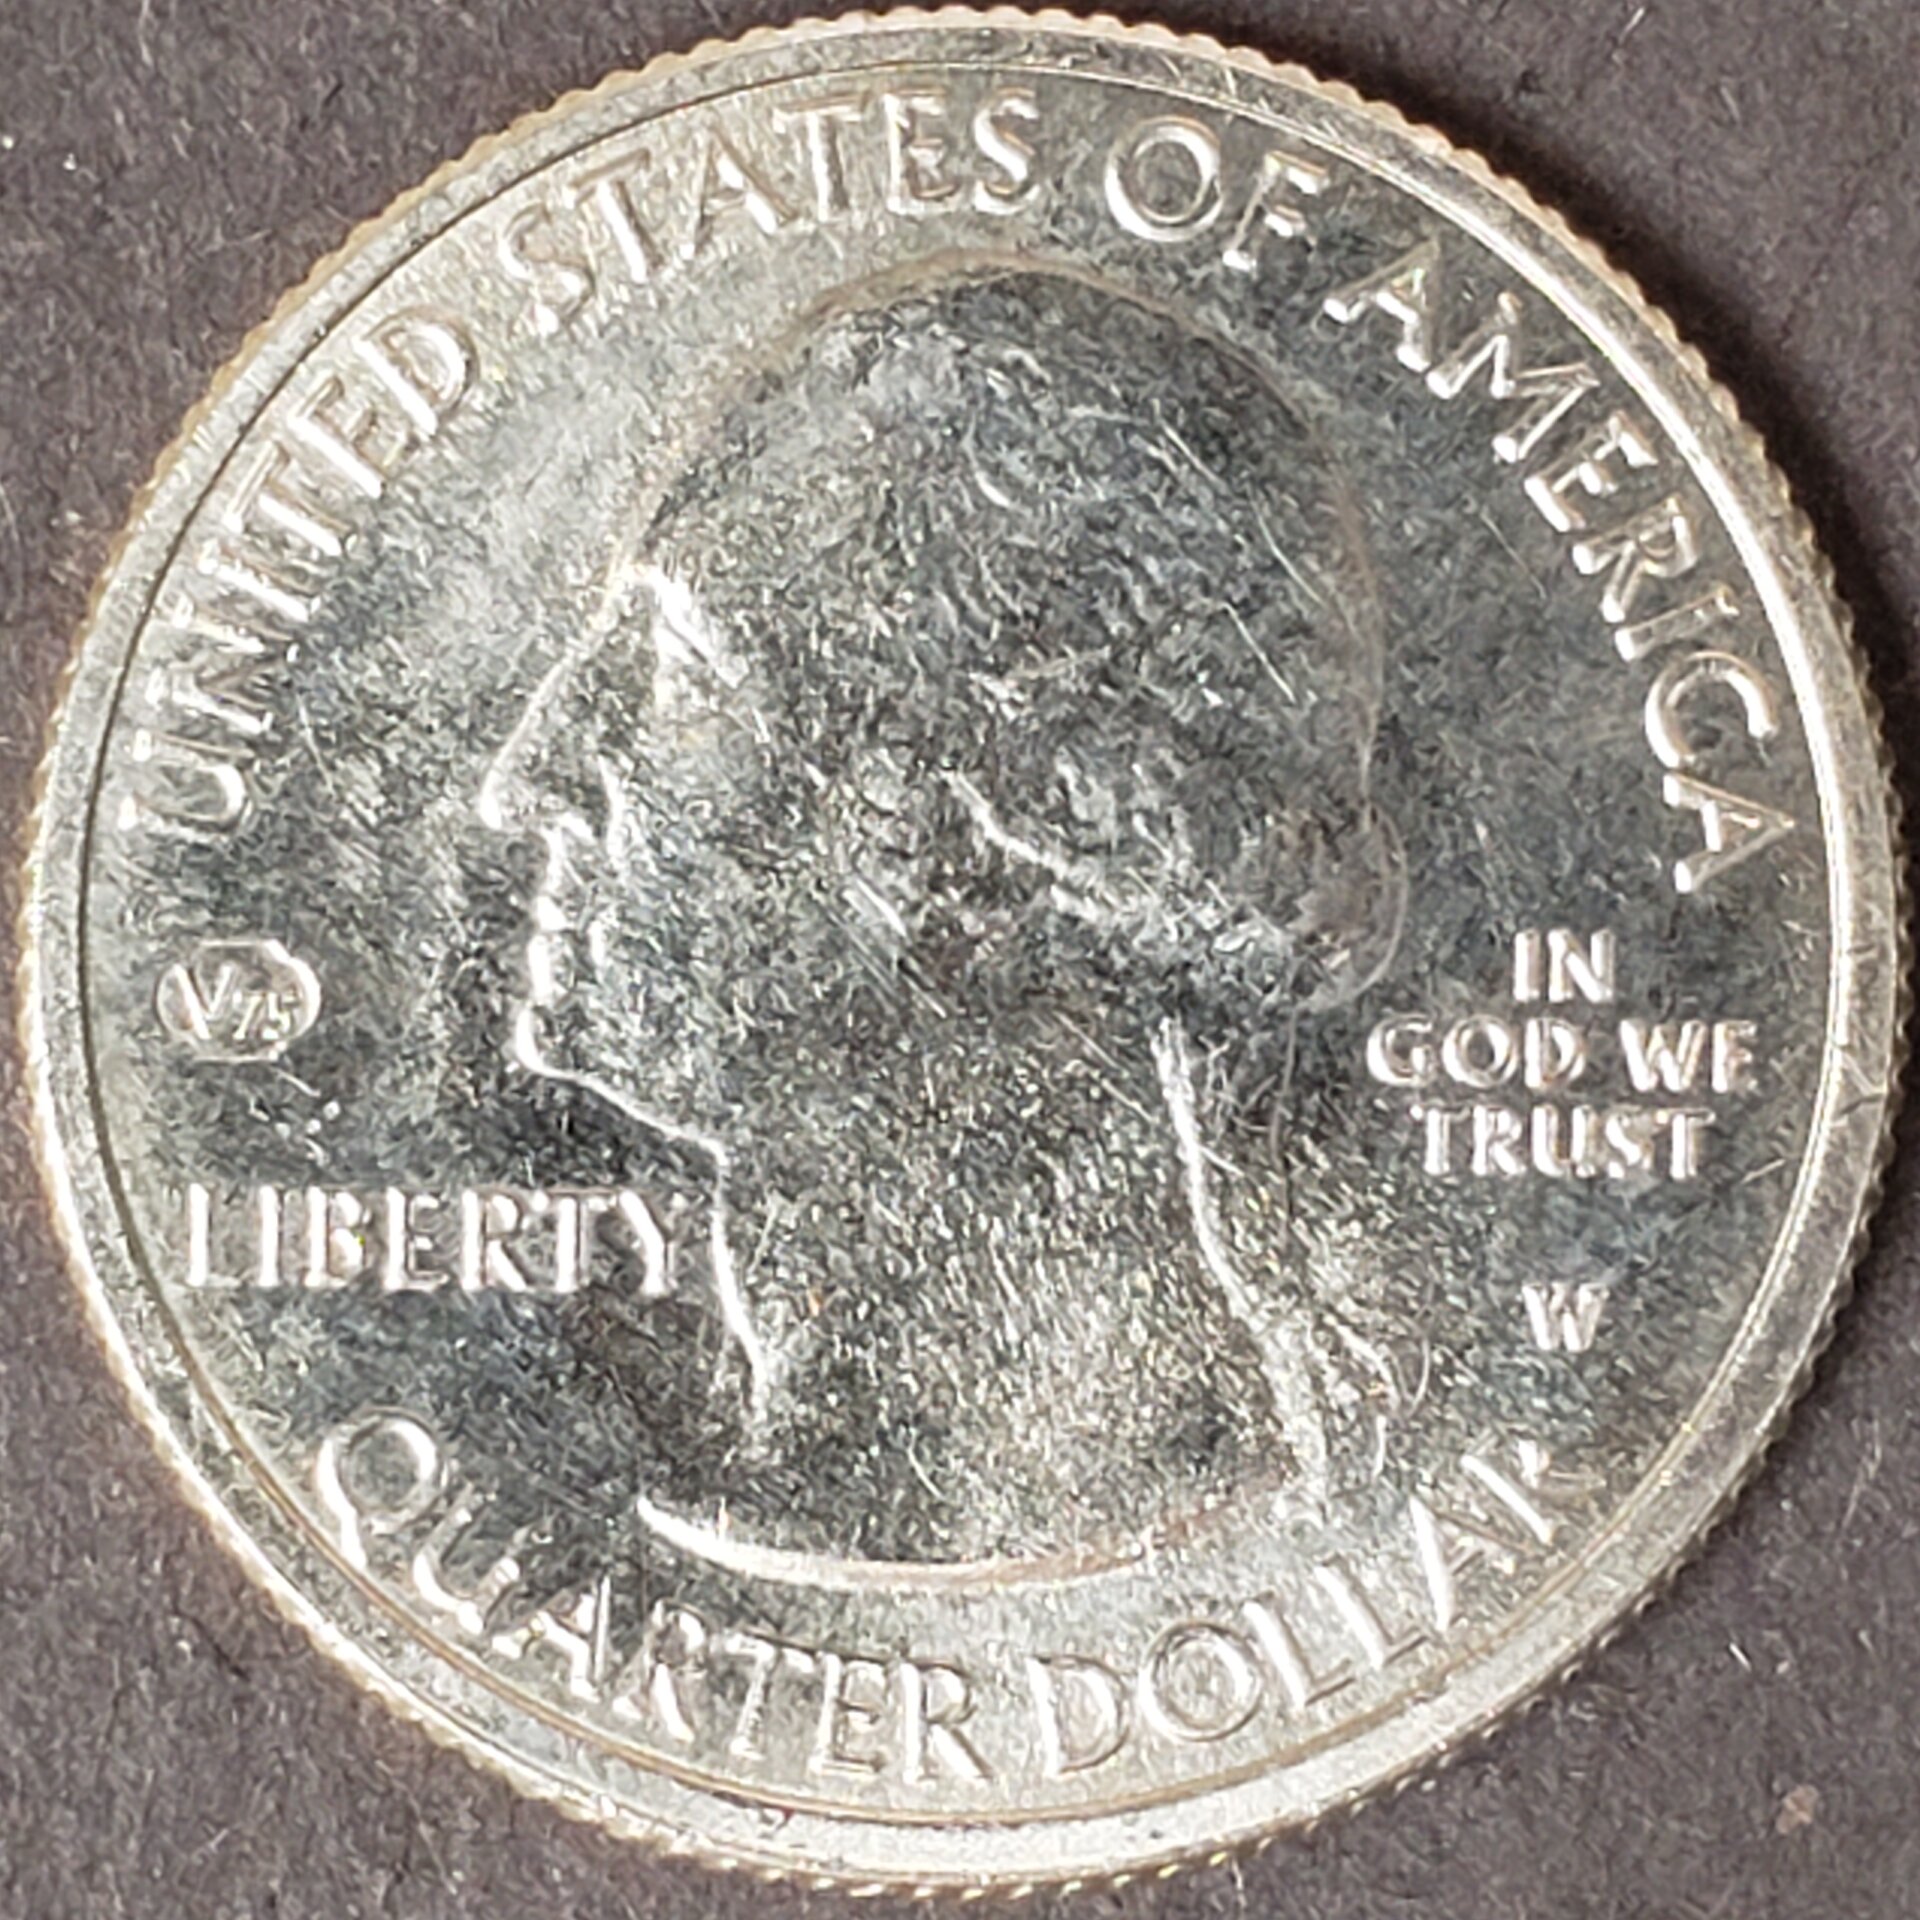 UNITED STATES OF AMERICA
V75
LIBERTY
IN
GOD WE
TRUST
W
QUARTER DOLLAR